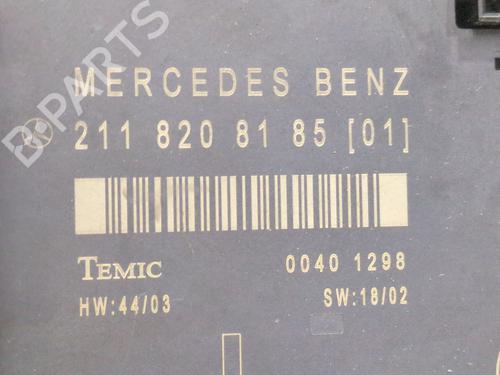 B-PARTS
MERCEDES BENZ
211 820 81 85 [01]
TEMIC 0040 1298
HW:44/03 SW:18/02